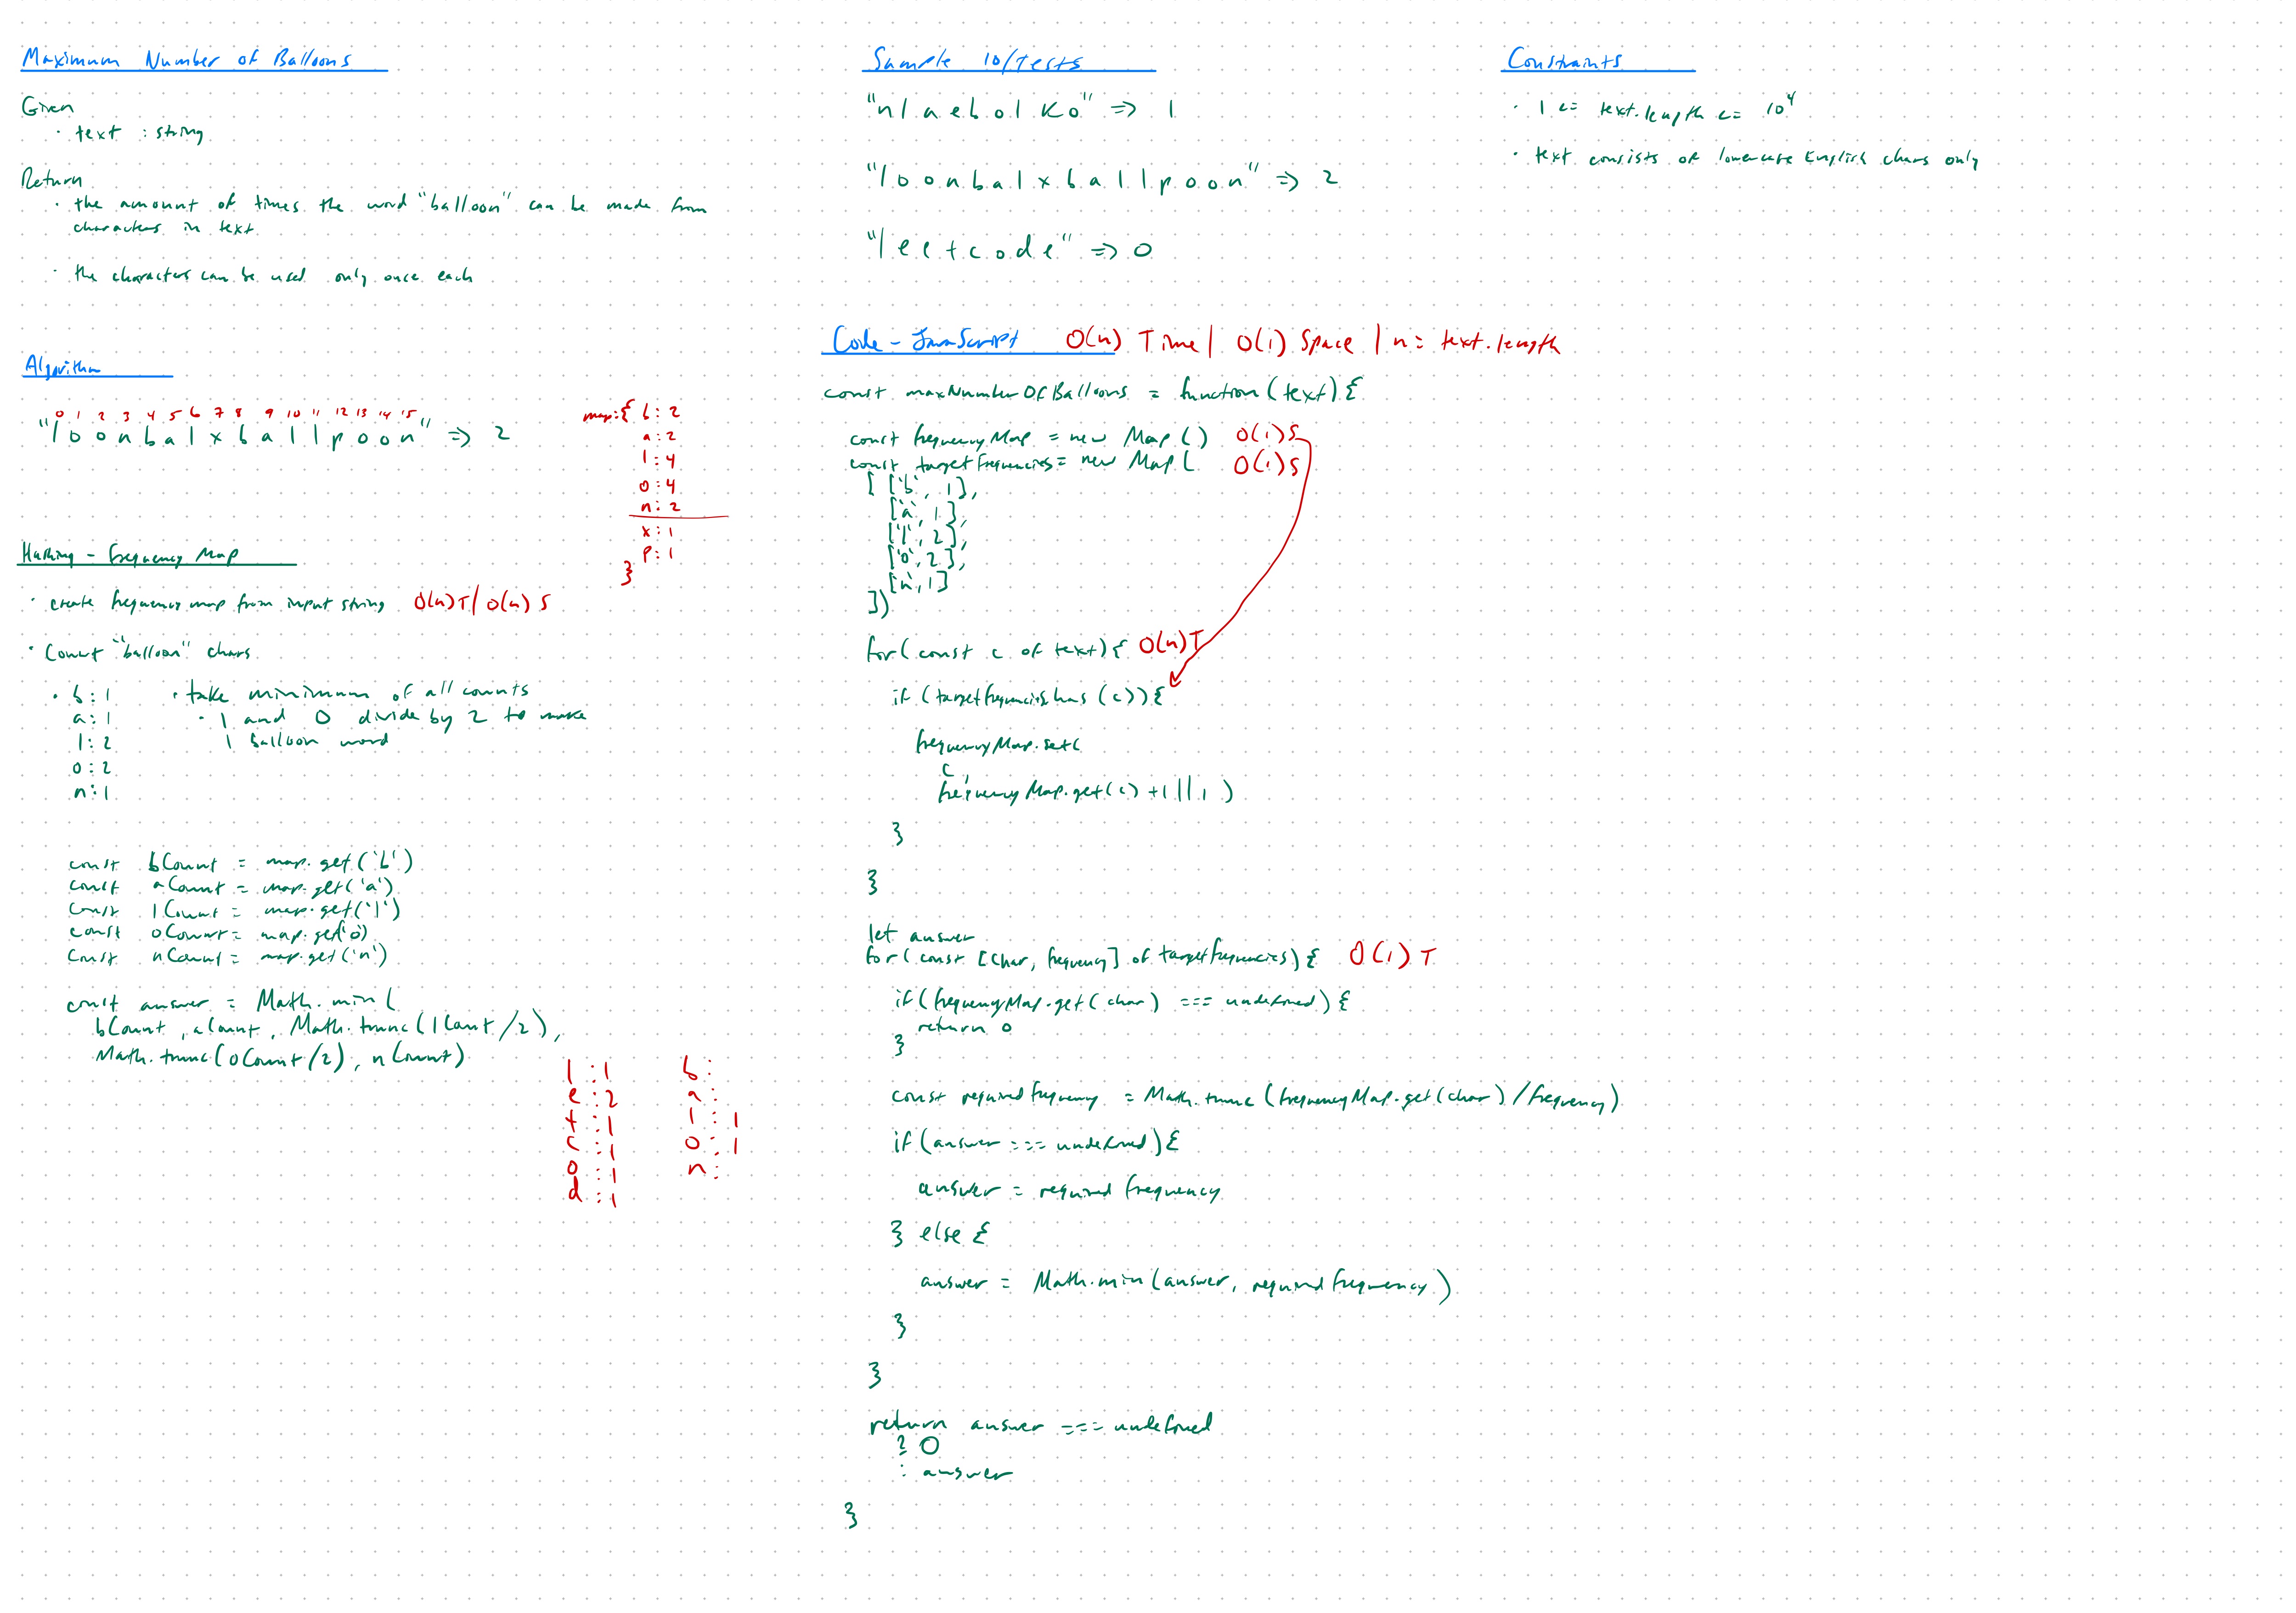 Maximum Number of Balloons
Given
· text : string
Return
· the amount of times the word "balloon" can be made from
characters in text
· the characters can be used only once each
Algorithm
0 1 2 3 4 5 6 7 8 9 10 11 12 13 14 15
"loonbalxballpoon" => 2
map:{ b:2
a:2
l:4
o:4
n:2
x:1
p:1
}
Hashing - Frequency Map
· create frequency map from input string O(n) T / O(n) S
· Count "balloon" chars
· b:1
a:1
l:2
o:2
n:1
· take minimum of all counts
· l and o divide by 2 to make
1 balloon word
const bCount = map.get('b')
const aCount = map.get('a')
const lCount = map.get('l')
const oCount = map.get('o')
const nCount = map.get('n')
const answer = Math.min(
bCount, aCount, Math.trunc(lCount/2),
Math.trunc(oCount/2), nCount)
l:1
e:2
t:1
c:1
o:1
d:1
b:
a:
l:1
o:1
n:
Sample IO/Tests
"nlaebolko" => 1
"loonbalxballpoon" => 2
"leetcode" => 0
Constraints
· 1 <= text.length <= 10^4
· text consists of lowercase English chars only
Code - JavaScript O(n) Time | O(1) Space | n = text.length
const maxNumberOfBalloons = function(text){
const frequencyMap = new Map() O(1)S
const targetFrequencies = new Map( O(1)S
[ ['b', 1],
['a', 1],
['l', 2],
['o', 2],
['n', 1]
])
for(const c of text){ O(n)T
if (targetFrequencies.has(c)){
frequencyMap.set(
c,
frequencyMap.get(c) +1 || 1 )
}
}
let answer
for(const [char, frequency] of targetFrequencies){ O(1) T
if(frequencyMap.get(char) === undefined){
return 0
}
const requiredFrequency = Math.trunc(frequencyMap.get(char)/frequency)
if(answer === undefined){
answer = requiredFrequency
} else {
answer = Math.min(answer, requiredFrequency)
}
}
return answer === undefined
? 0
: answer
}